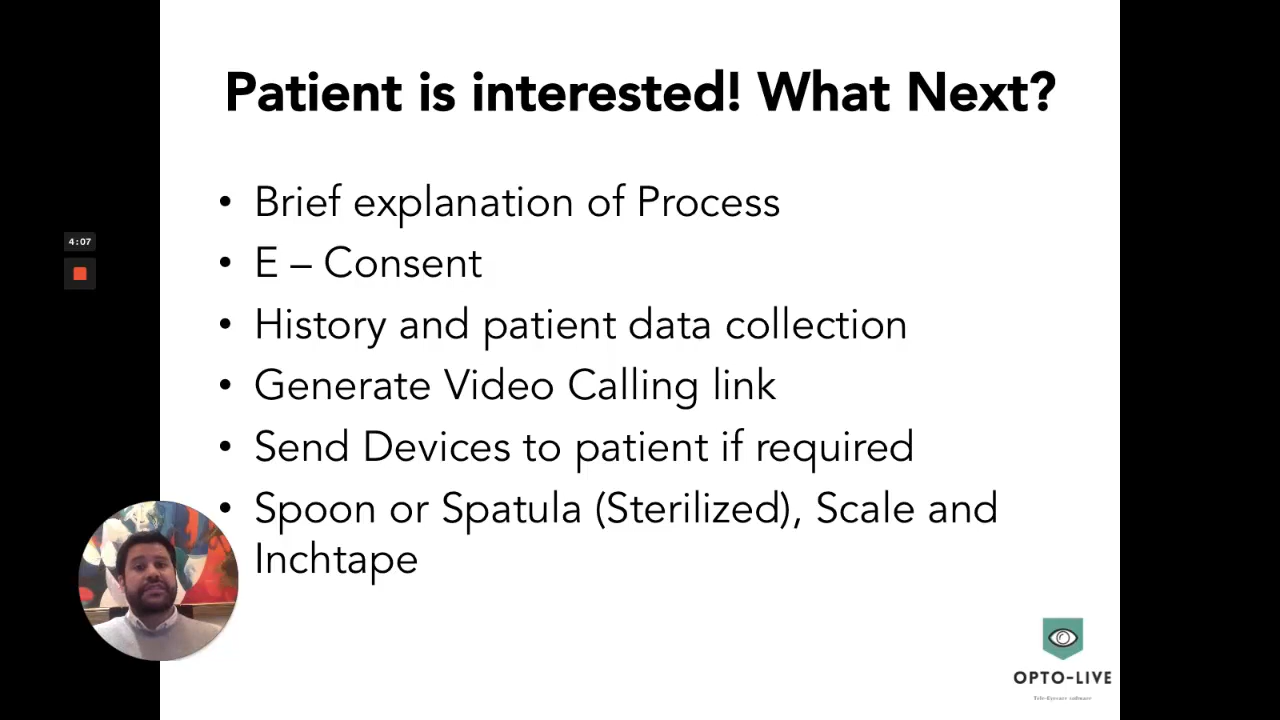 Patient is interested! What Next?
• Brief explanation of Process
• E – Consent
• History and patient data collection
• Generate Video Calling link
• Send Devices to patient if required
• Spoon or Spatula (Sterilized), Scale and
Inchtape
4:07
OPTO-LIVE